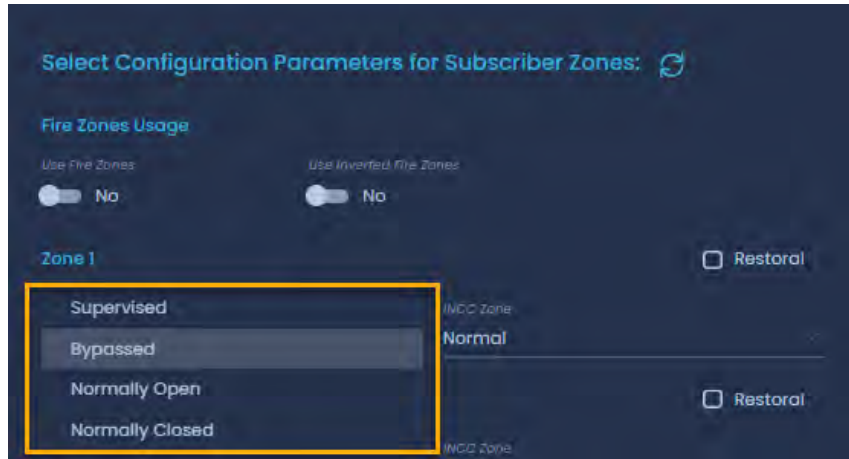 Select Configuration Parameters for Subscriber Zones:
Fire Zones Usage
Use Fire Zones Use Inverted Fire Zones
No No
Zone 1 Restoral
Supervised INCC Zone
Bypassed Normal
Normally Open
Restoral
Normally Closed
INCC Zone